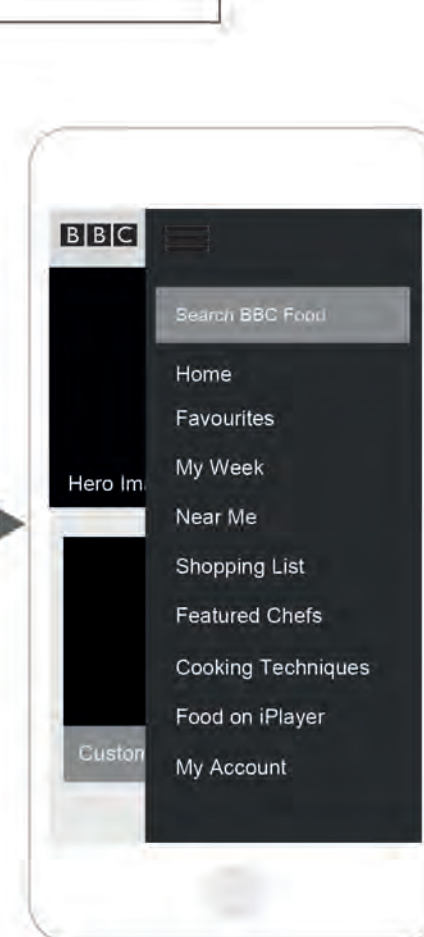 BBC
Search BBC Food
Home
Favourites
My Week
Hero Im
Near Me
Shopping List
Featured Chefs
Cooking Techniques
Food on iPlayer
Custom
My Account